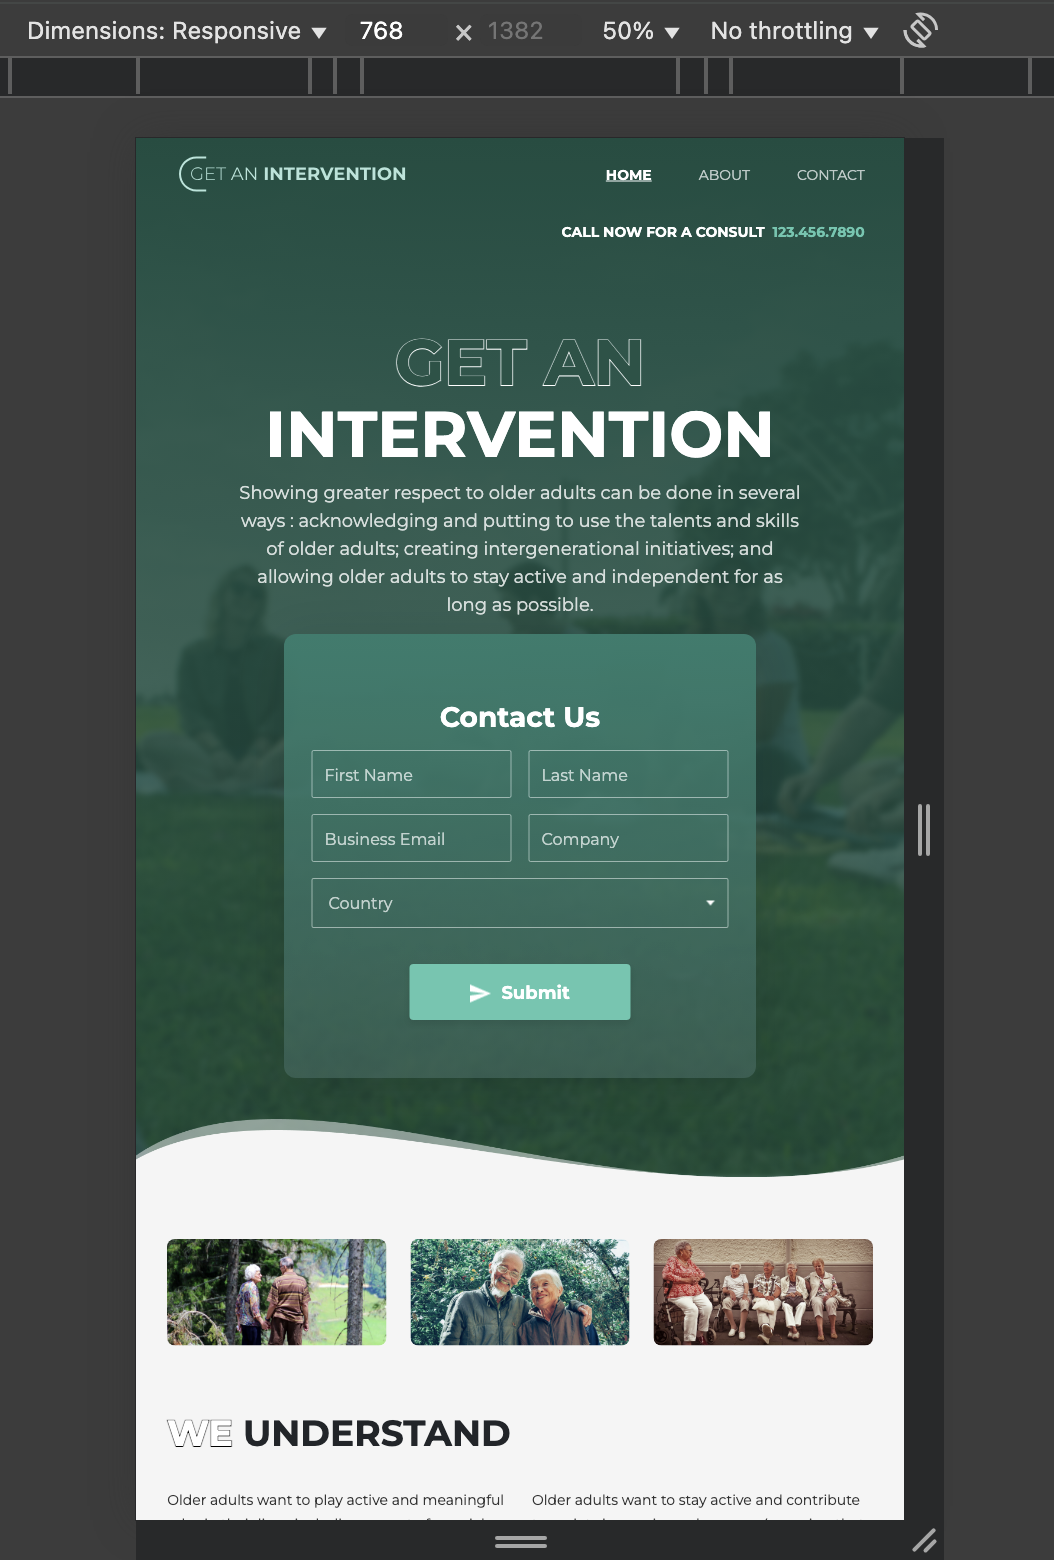 Dimensions: Responsive ▼ 768 × 1382 50% ▼ No throttling ▼
GET AN INTERVENTION
HOME ABOUT CONTACT
CALL NOW FOR A CONSULT 123.456.7890
GET AN
INTERVENTION
Showing greater respect to older adults can be done in several
ways : acknowledging and putting to use the talents and skills
of older adults; creating intergenerational initiatives; and
allowing older adults to stay active and independent for as
long as possible.
Contact Us
First Name Last Name
Business Email Company
Country
Submit
WE UNDERSTAND
Older adults want to play active and meaningful
Older adults want to stay active and contribute